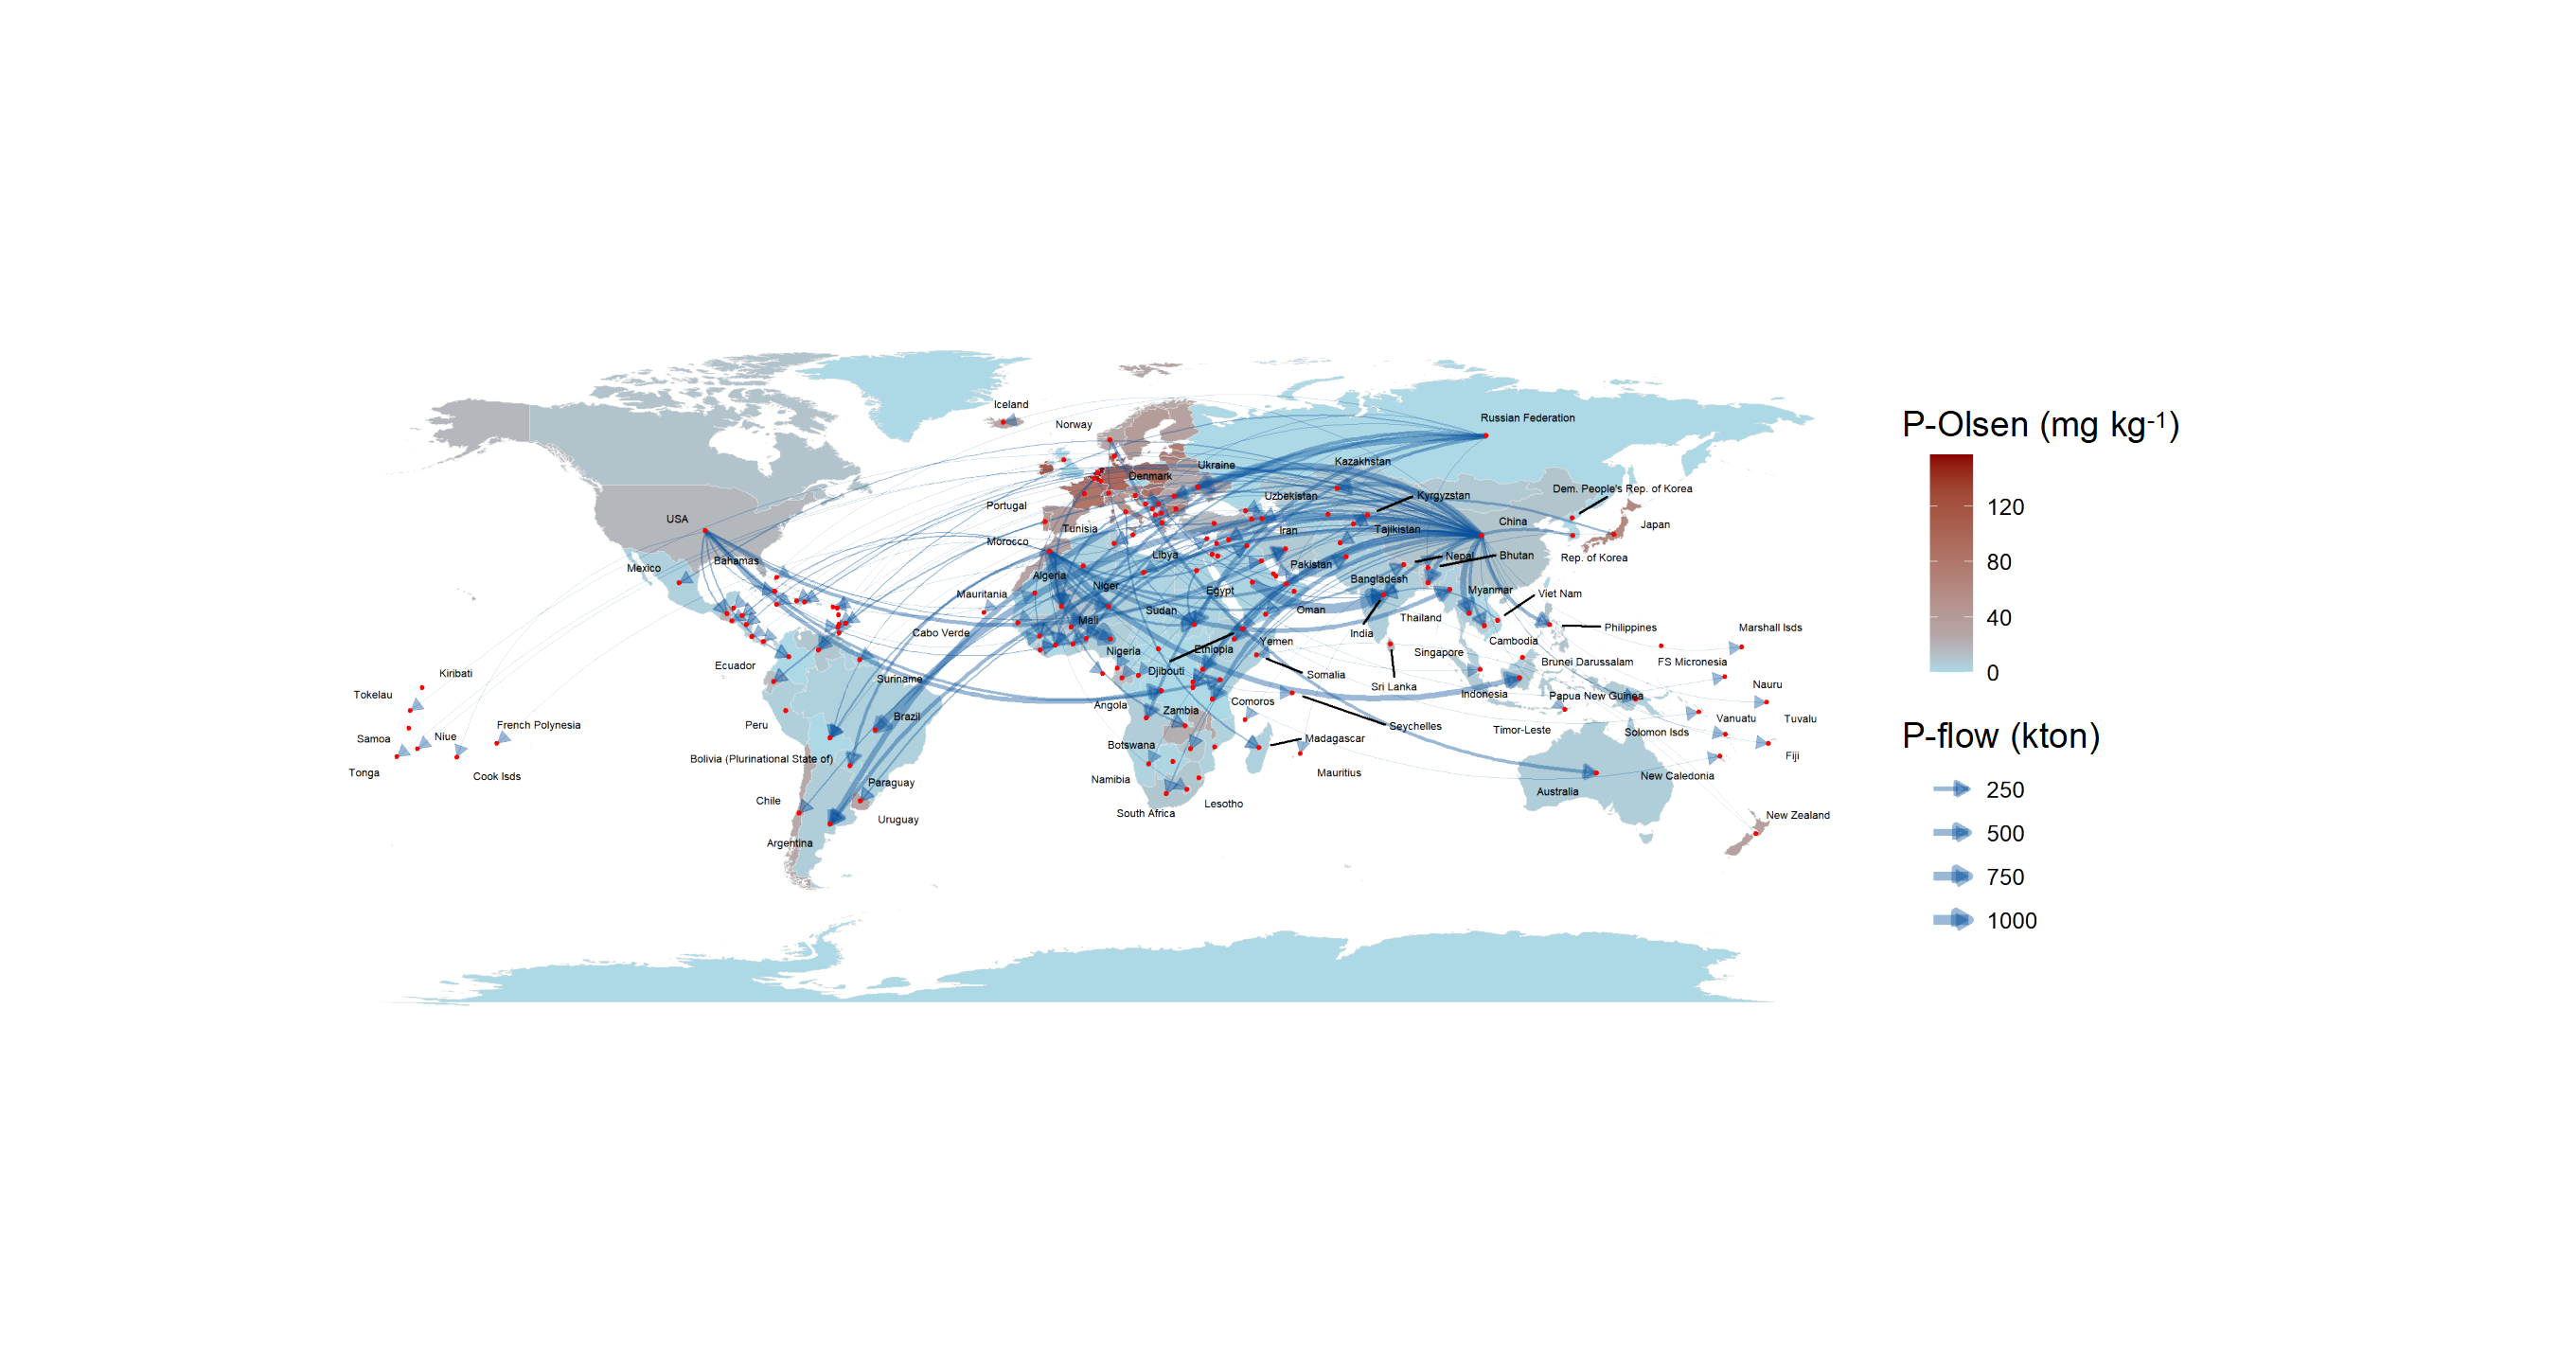 Iceland
Norway
Russian Federation
Ukraine
Kazakhstan
Denmark
Uzbekistan
Kyrgyzstan
Dem. People's Rep. of Korea
Portugal
USA
Tunisia
Iran
Tajikistan
China
Japan
Morocco
Libya
Nepal
Bhutan
Rep. of Korea
Bahamas
Mexico
Pakistan
Algeria
Niger
Bangladesh
Egypt
Myanmar
Viet Nam
Mauritania
Sudan
Oman
Thailand
Mali
Cabo Verde
India
Philippines
Marshall Isds
Yemen
Cambodia
Nigeria
Ethiopia
Singapore
Brunei Darussalam
FS Micronesia
Ecuador
Djibouti
Somalia
Kiribati
Suriname
Sri Lanka
Nauru
Tokelau
Indonesia
Papua New Guinea
Comoros
Angola
Zambia
Brazil
Vanuatu
Tuvalu
French Polynesia
Peru
Seychelles
Timor-Leste
Solomon Isds
Samoa
Niue
Botswana
Madagascar
Bolivia (Plurinational State of)
Fiji
Tonga
Cook Isds
Namibia
Mauritius
New Caledonia
Paraguay
Australia
Chile
Lesotho
South Africa
Uruguay
New Zealand
Argentina
P-Olsen (mg kg-1)
120
80
40
0
P-flow (kton)
250
500
750
1000